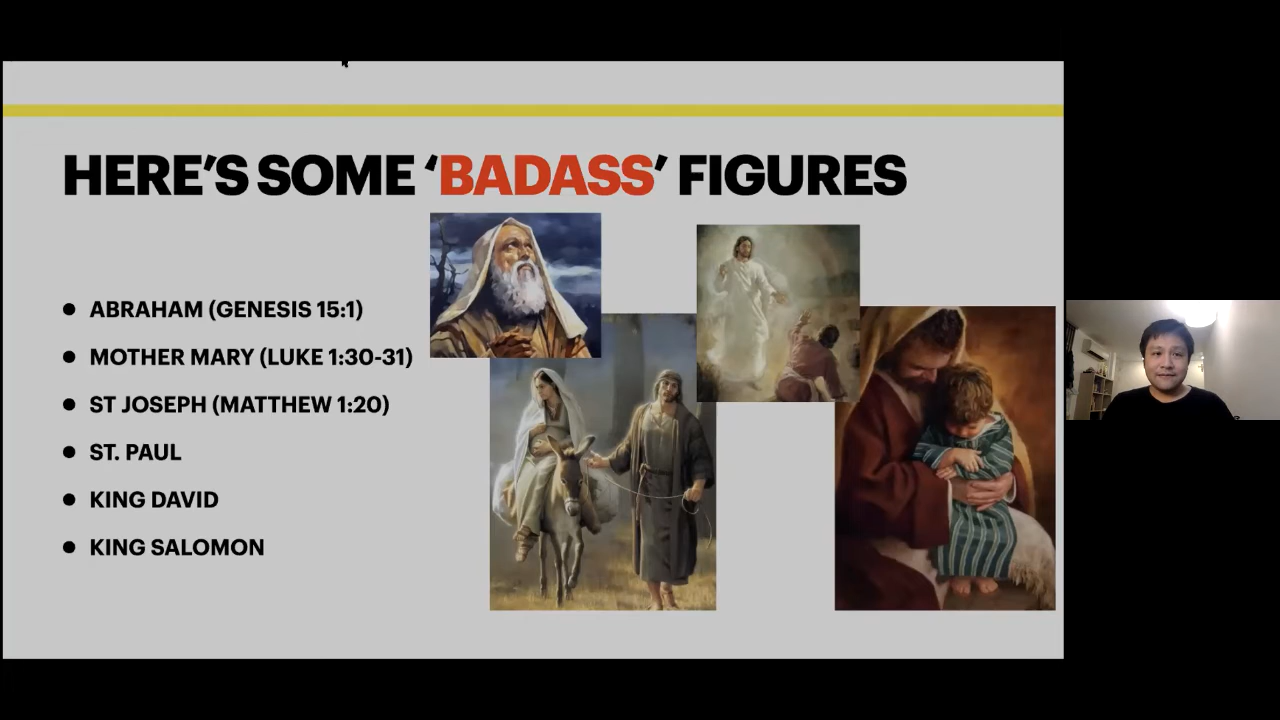 HERE'S SOME ‘BADASS’ FIGURES
• ABRAHAM (GENESIS 15:1)
• MOTHER MARY (LUKE 1:30-31)
• ST JOSEPH (MATTHEW 1:20)
• ST. PAUL
• KING DAVID
• KING SALOMON